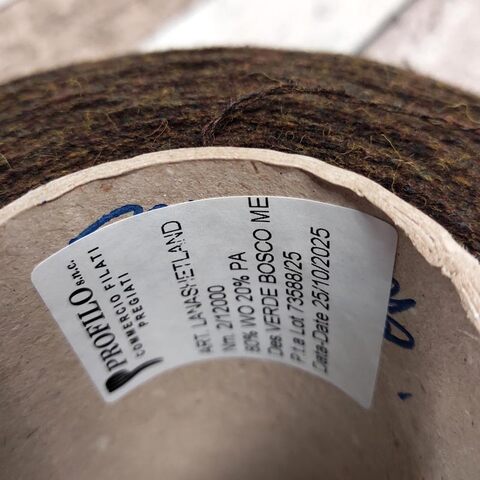 PROFILO s.n.c.
COMMERCIO FILATI
PREGIATI
ART. LANASHETLAND
Nm. 2/12000
80% WO 20% PA
Des. VERDE BOSCO ME
P.t.a Lot 73588/25
Data-Date 25/10/2025